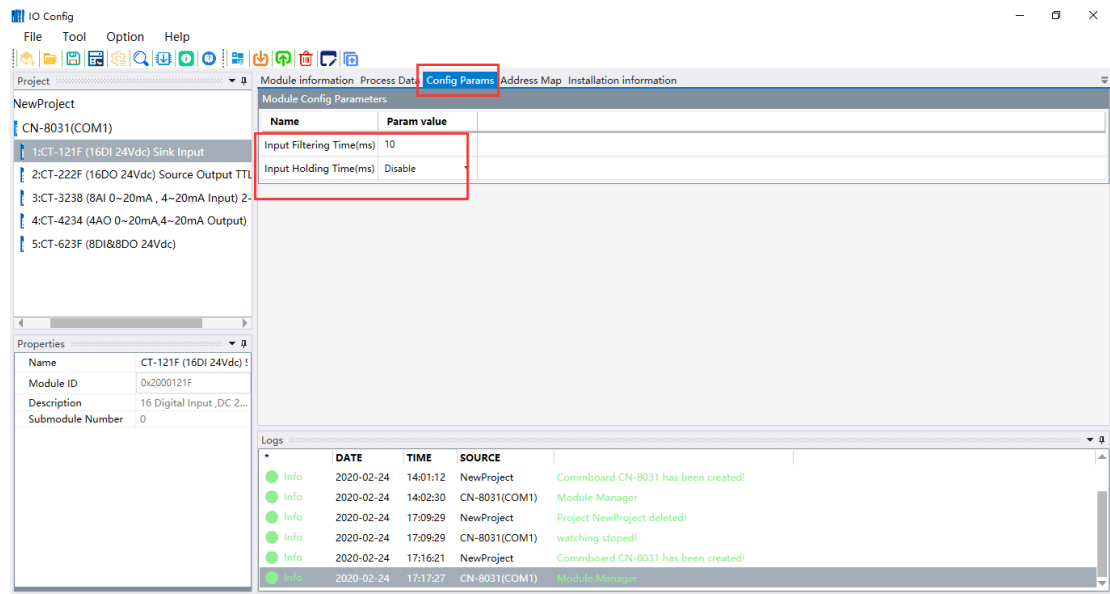 IO Config
File Tool Option Help
Project
NewProject
CN-8031(COM1)
1:CT-121F (16DI 24Vdc) Sink Input
2:CT-222F (16DO 24Vdc) Source Output TTL
3:CT-3238 (8AI 0~20mA , 4~20mA Input) 2-
4:CT-4234 (4AO 0~20mA,4~20mA Output)
5:CT-623F (8DI&8DO 24Vdc)
Properties
Name CT-121F (16DI 24Vdc) S
Module ID 0x2000121F
Description 16 Digital Input ,DC 2...
Submodule Number 0
Module information Process Data Config Params Address Map Installation information
Module Config Parameters
Name Param value
Input Filtering Time(ms) 10
Input Holding Time(ms) Disable
Logs
DATE TIME SOURCE
Info 2020-02-24 14:01:12 NewProject Commboard CN-8031 has been created!
Info 2020-02-24 14:02:30 CN-8031(COM1) Module Manager
Info 2020-02-24 17:09:29 NewProject Project NewProject deleted!
Info 2020-02-24 17:09:29 CN-8031(COM1) watching stoped!
Info 2020-02-24 17:16:21 NewProject Commboard CN-8031 has been created!
Info 2020-02-24 17:17:27 CN-8031(COM1) Module Manager